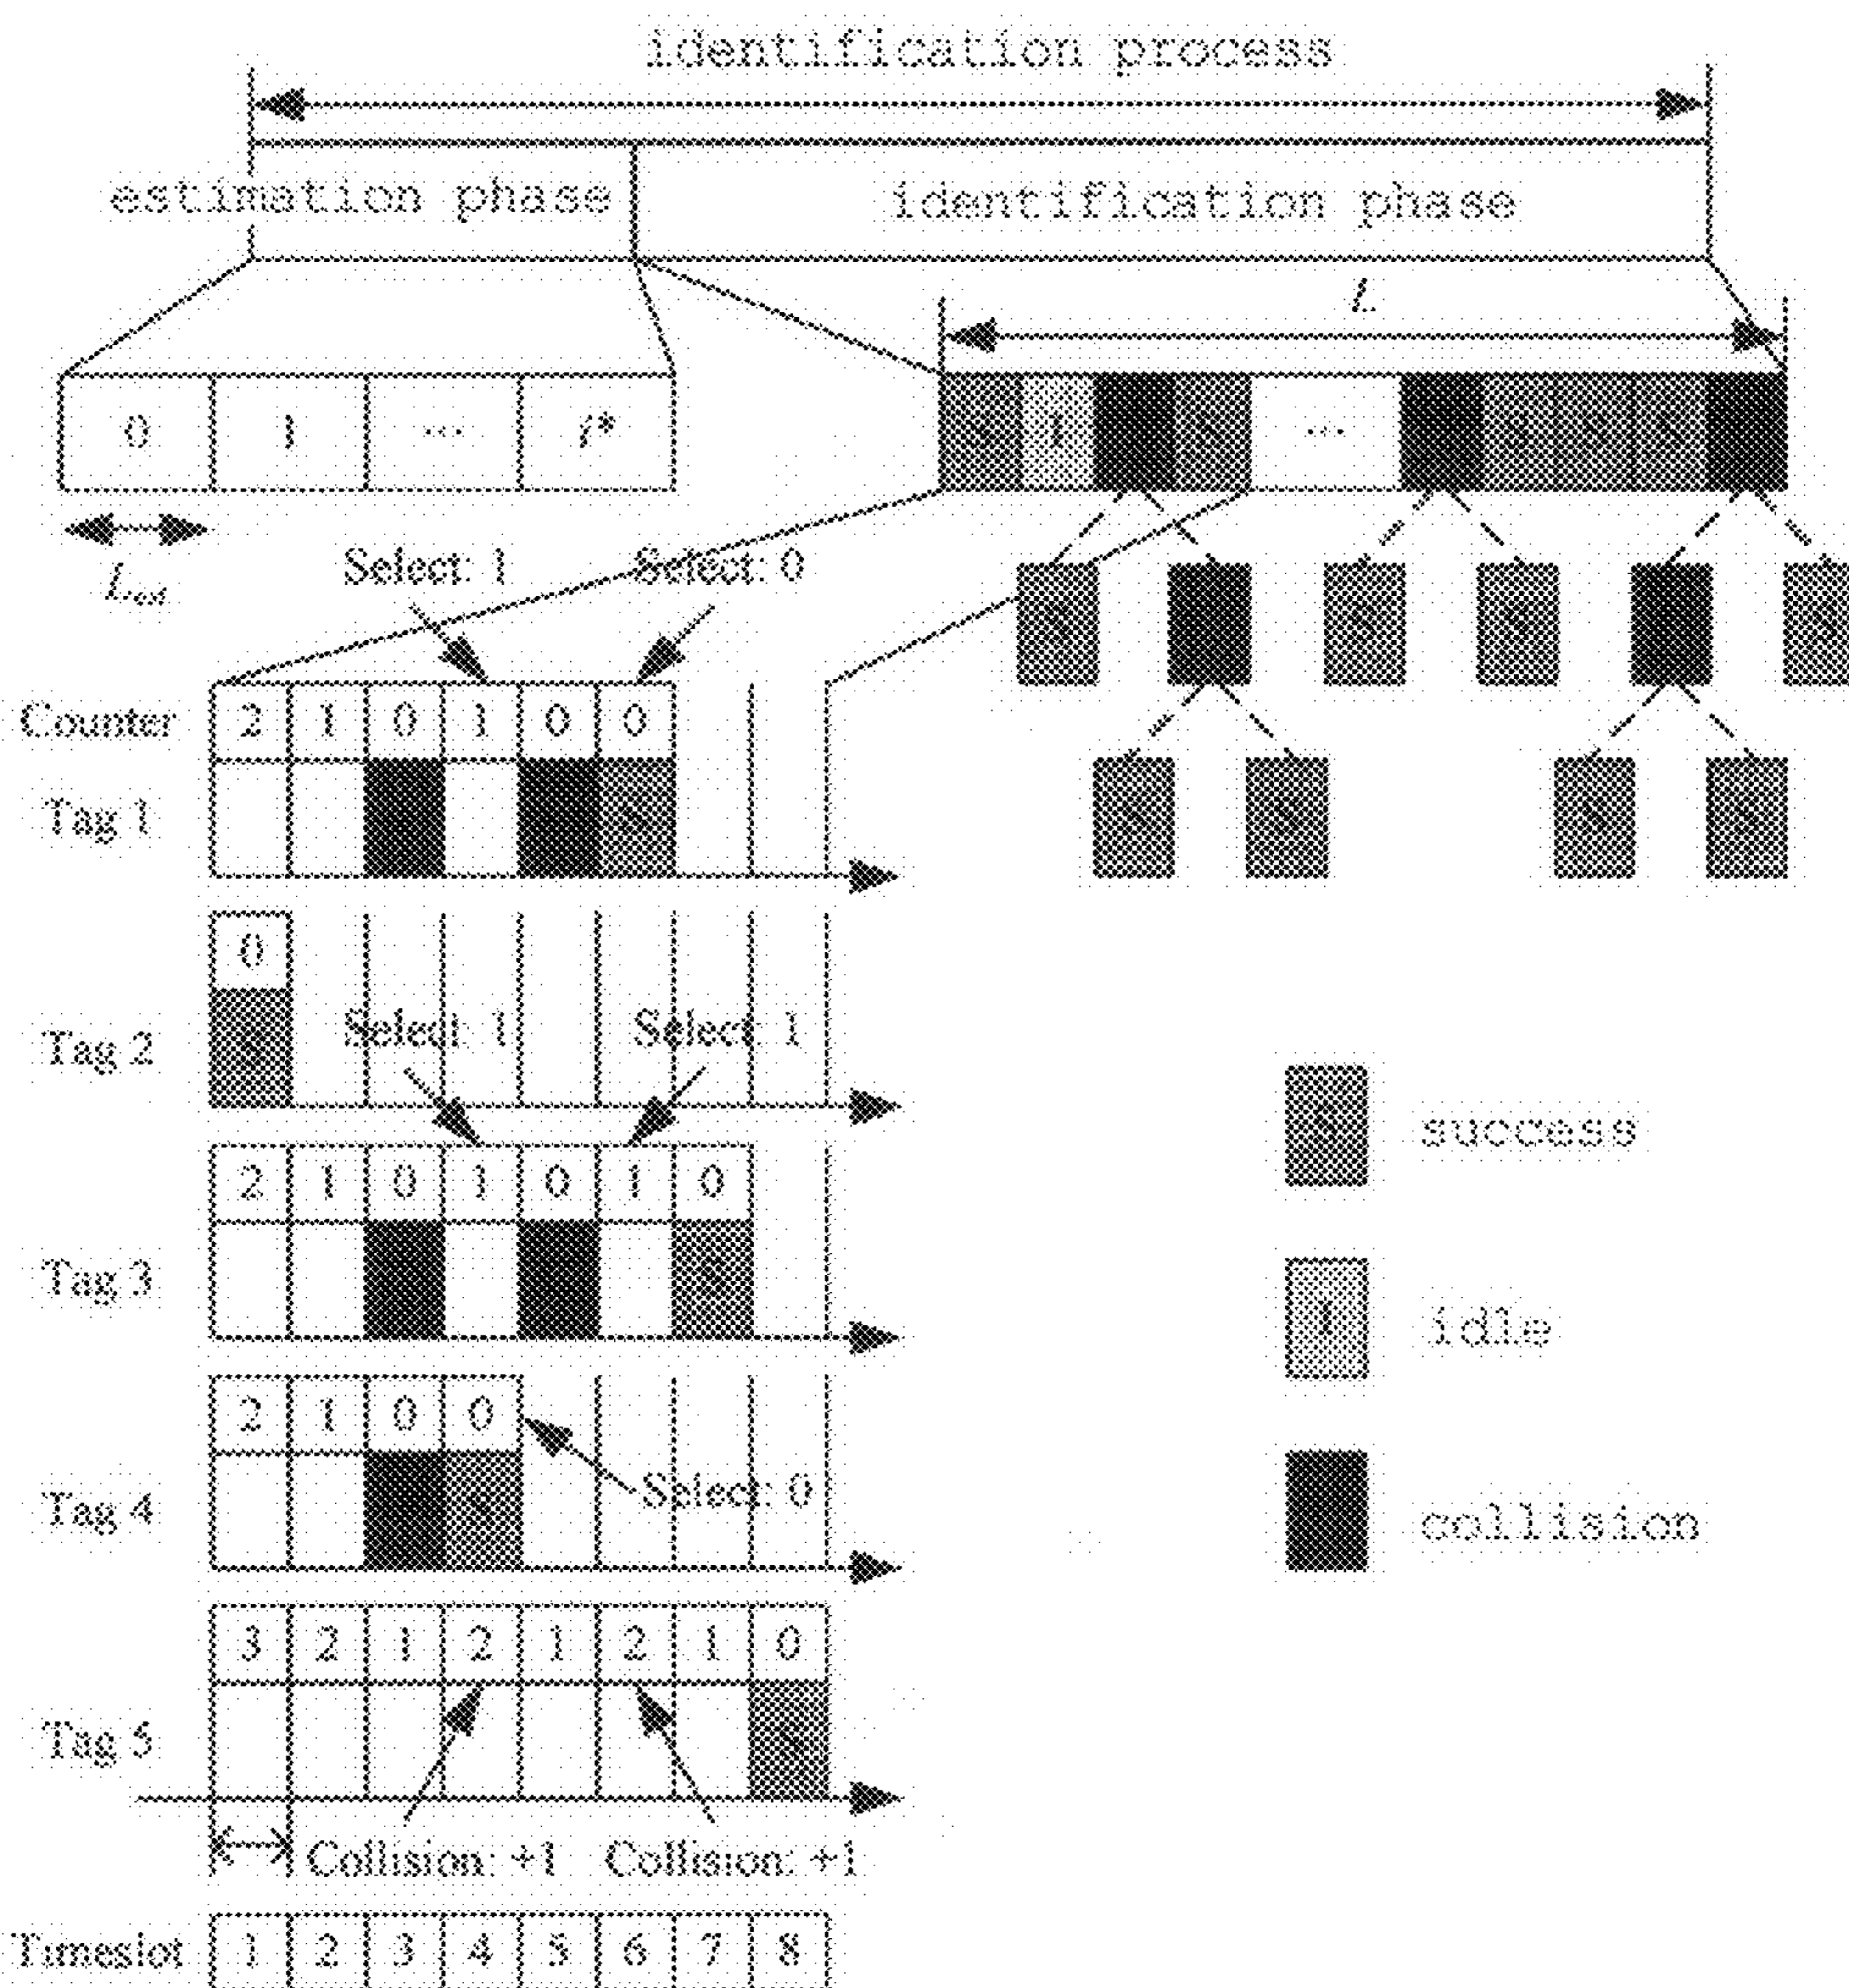 identification process
estimation phase
identification phase
L
0 1 ... i*
S I S ... S S S
L_est
Select: 1
Select: 0
S S S S
Counter 2 1 0 1 0 0
Tag 1 S
S S S S
0
Tag 2 S
Select: 1
Select: 1
2 1 0 1 0 1 0
Tag 3 S
2 1 0 0
Tag 4 S
Select: 0
3 2 1 2 1 2 1 0
Tag 5 S
Collision: +1
Collision: +1
Timeslot 1 2 3 4 5 6 7 8
S success
I idle
collision